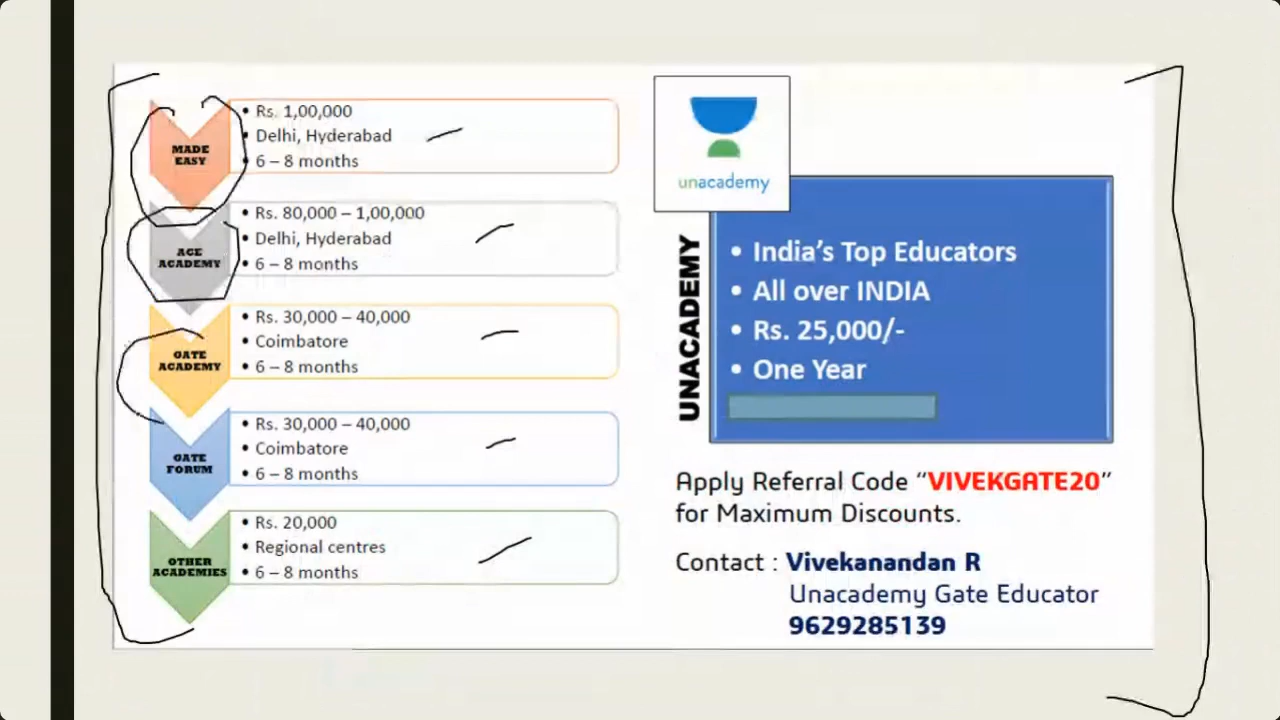 MADE
EASY
• Rs. 1,00,000
• Delhi, Hyderabad
• 6 – 8 months
ACE
ACADEMY
• Rs. 80,000 – 1,00,000
• Delhi, Hyderabad
• 6 – 8 months
GATE
ACADEMY
• Rs. 30,000 – 40,000
• Coimbatore
• 6 – 8 months
GATE
FORUM
• Rs. 30,000 – 40,000
• Coimbatore
• 6 – 8 months
OTHER
ACADEMIES
• Rs. 20,000
• Regional centres
• 6 – 8 months
unacademy
UNACADEMY
• India’s Top Educators
• All over INDIA
• Rs. 25,000/-
• One Year
Apply Referral Code “VIVEKGATE20”
for Maximum Discounts.
Contact : Vivekanandan R
Unacademy Gate Educator
9629285139